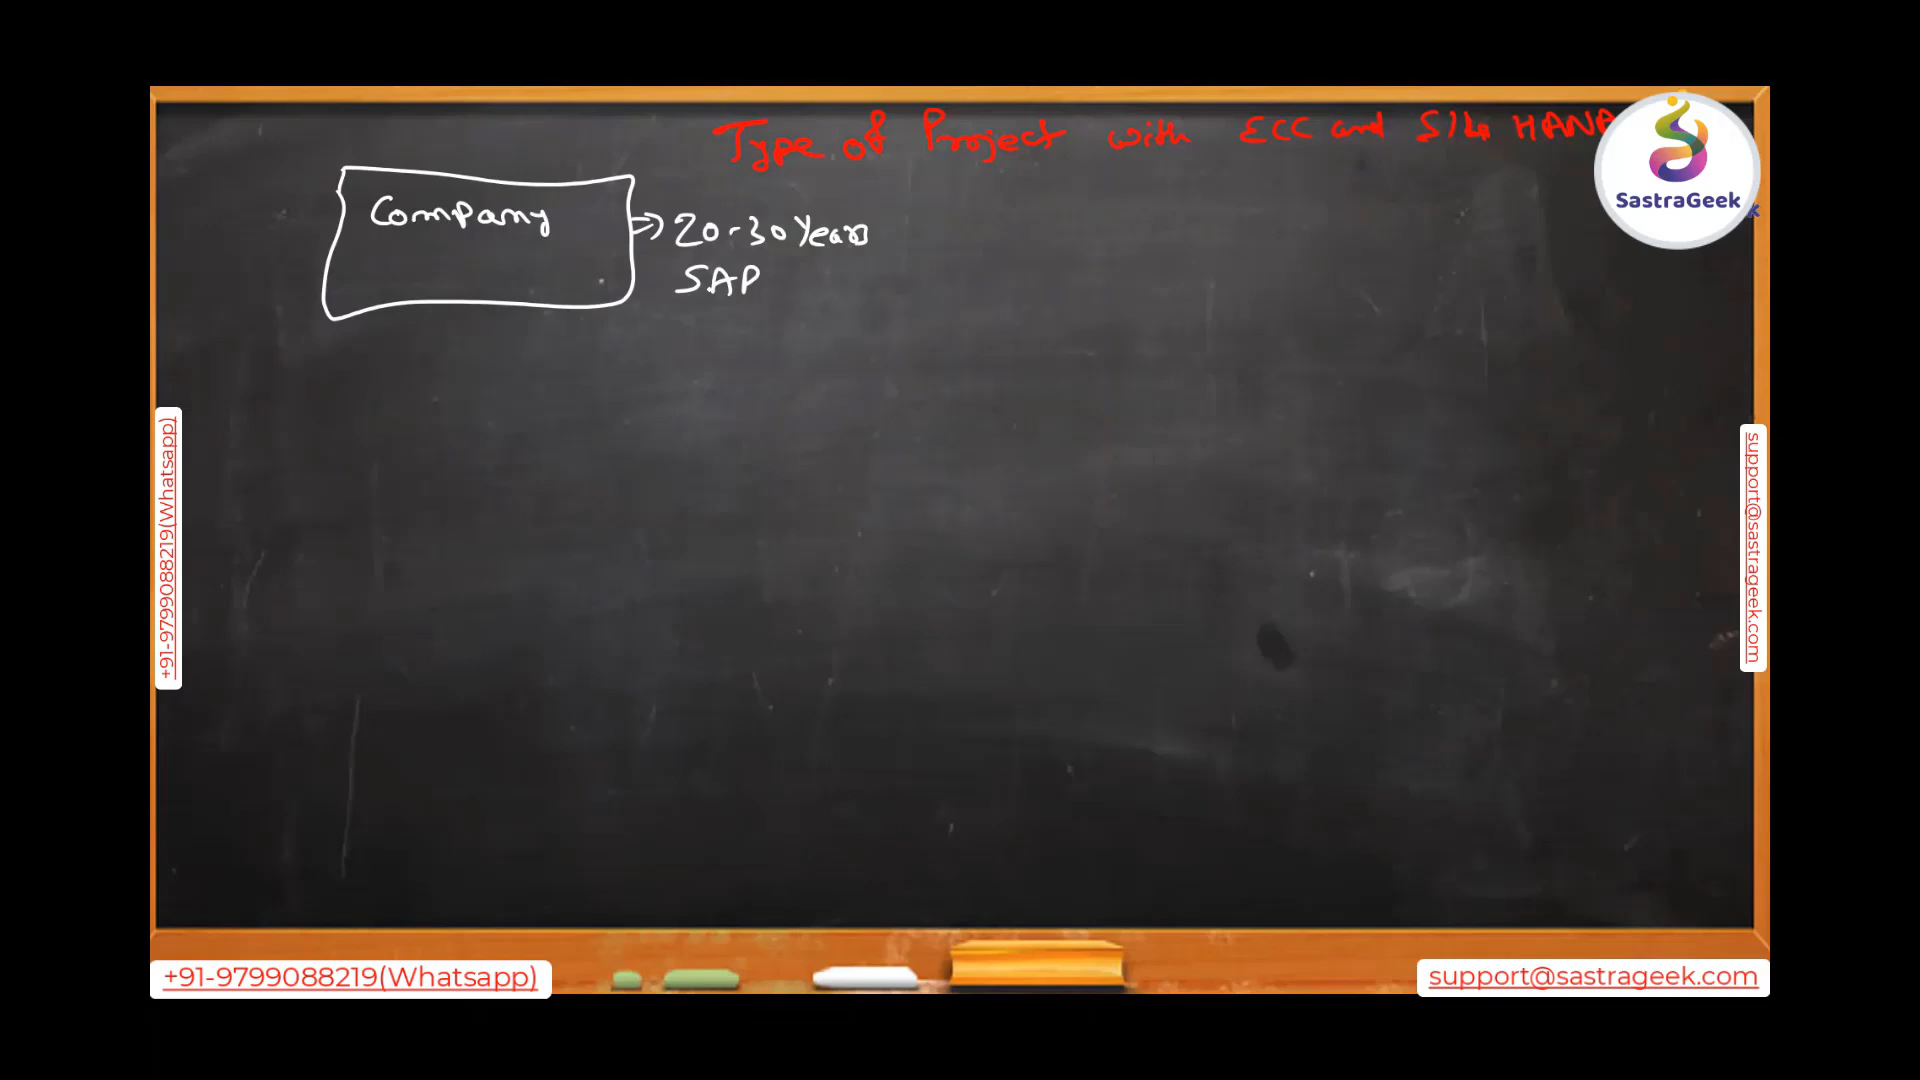 Type of Project with ECC and S/4 HANA
SastraGeek
Company
20-30 Years
SAP
+91-9799088219(Whatsapp)
support@sastrageek.com
+91-9799088219(Whatsapp)
support@sastrageek.com